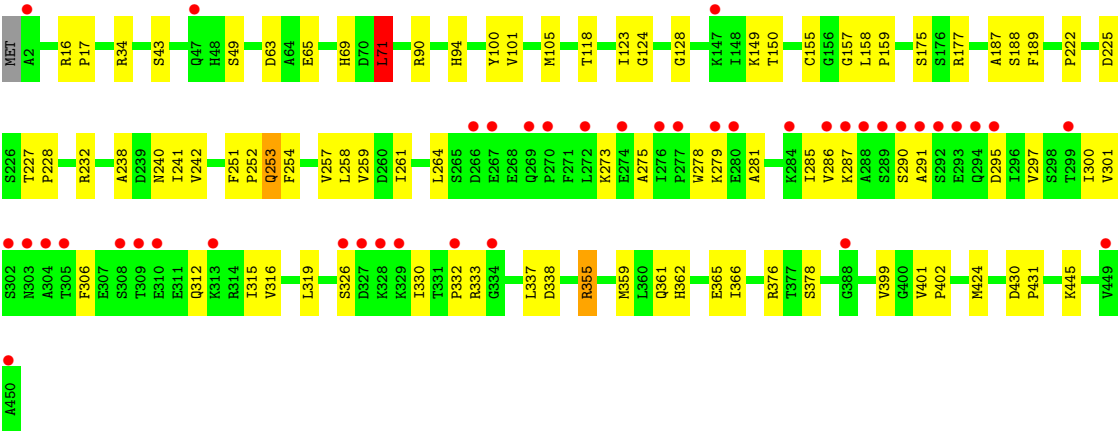 MET A2 R16 P17 R34 S43 Q47 H48 S49 D63 A64 E65 H69 D70 L71 R90 H94 Y100 V101 M105 T118 I123 G124 G128 K147 I148 K149 T150 C155 G156 G157 L158 P159 S175 S176 R177 A187 S188 F189 P222 D225
S226 T227 P228 R232 A238 D239 N240 I241 V242 F251 P252 Q253 F254 V257 L258 V259 D260 I261 L264 S265 D266 E267 E268 Q269 P270 F271 L272 K273 E274 A275 I276 P277 W278 K279 E280 A281 K284 I285 V286 K287 A288 S289 S290 A291 S292 E293 Q294 D295 I296 V297 S298 T299 I300 V301
S302 N303 A304 T305 F306 E307 S308 T309 E310 E311 Q312 K313 R314 I315 V316 L319 S326 D327 K328 K329 I330 T331 P332 R333 G334 L337 D338 R355 M359 L360 Q361 H362 E365 I366 R376 T377 S378 G388 V399 G400 V401 P402 M424 D430 P431 K445 V449
A450